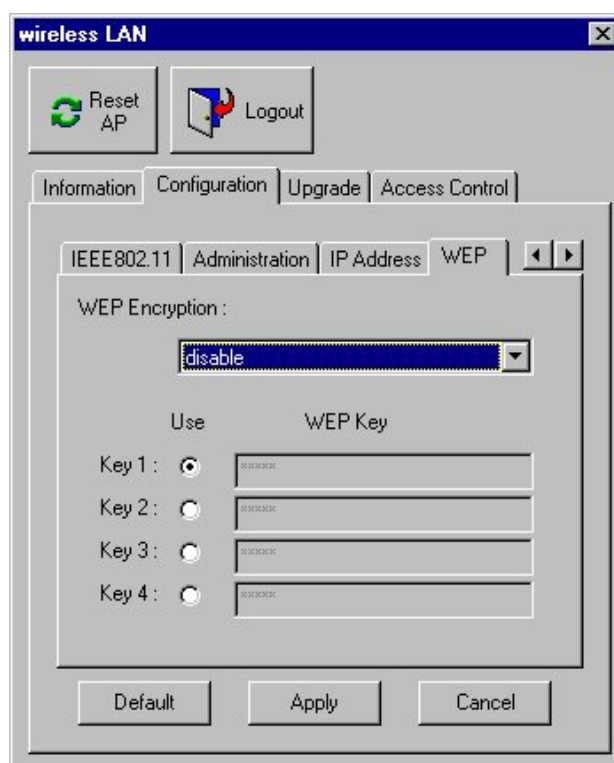 wireless LAN
Reset
AP
Logout
Information Configuration Upgrade Access Control
IEEE802.11 Administration IP Address WEP
WEP Encryption :
disable
Use WEP Key
Key 1 : *****
Key 2 : *****
Key 3 : *****
Key 4 : *****
Default Apply Cancel